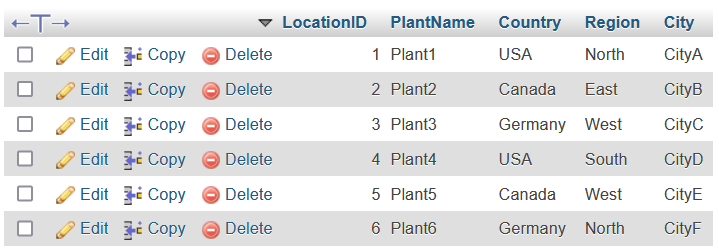 LocationID PlantName Country Region City
Edit Copy Delete 1 Plant1 USA North CityA
Edit Copy Delete 2 Plant2 Canada East CityB
Edit Copy Delete 3 Plant3 Germany West CityC
Edit Copy Delete 4 Plant4 USA South CityD
Edit Copy Delete 5 Plant5 Canada West CityE
Edit Copy Delete 6 Plant6 Germany North CityF